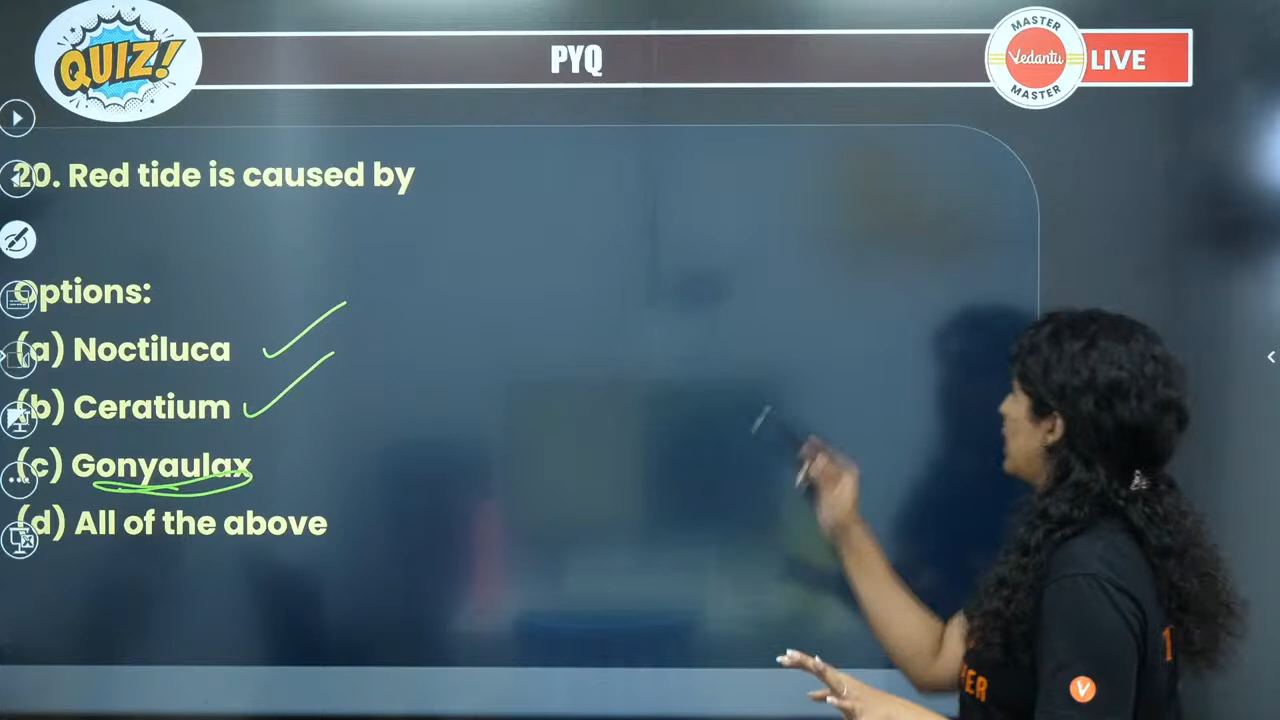 QUIZ!
PYQ
MASTER
Vedantu
MASTER
LIVE
20. Red tide is caused by
Options:
(a) Noctiluca
(b) Ceratium
(c) Gonyaulax
(d) All of the above
V